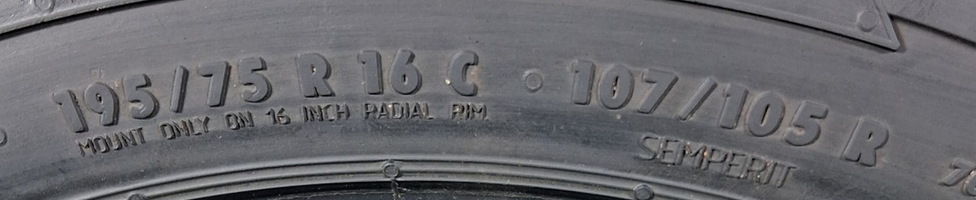 195/75 R 16 C 107/105 R
MOUNT ONLY ON 16 INCH RADIAL RIM.
SEMPERIT